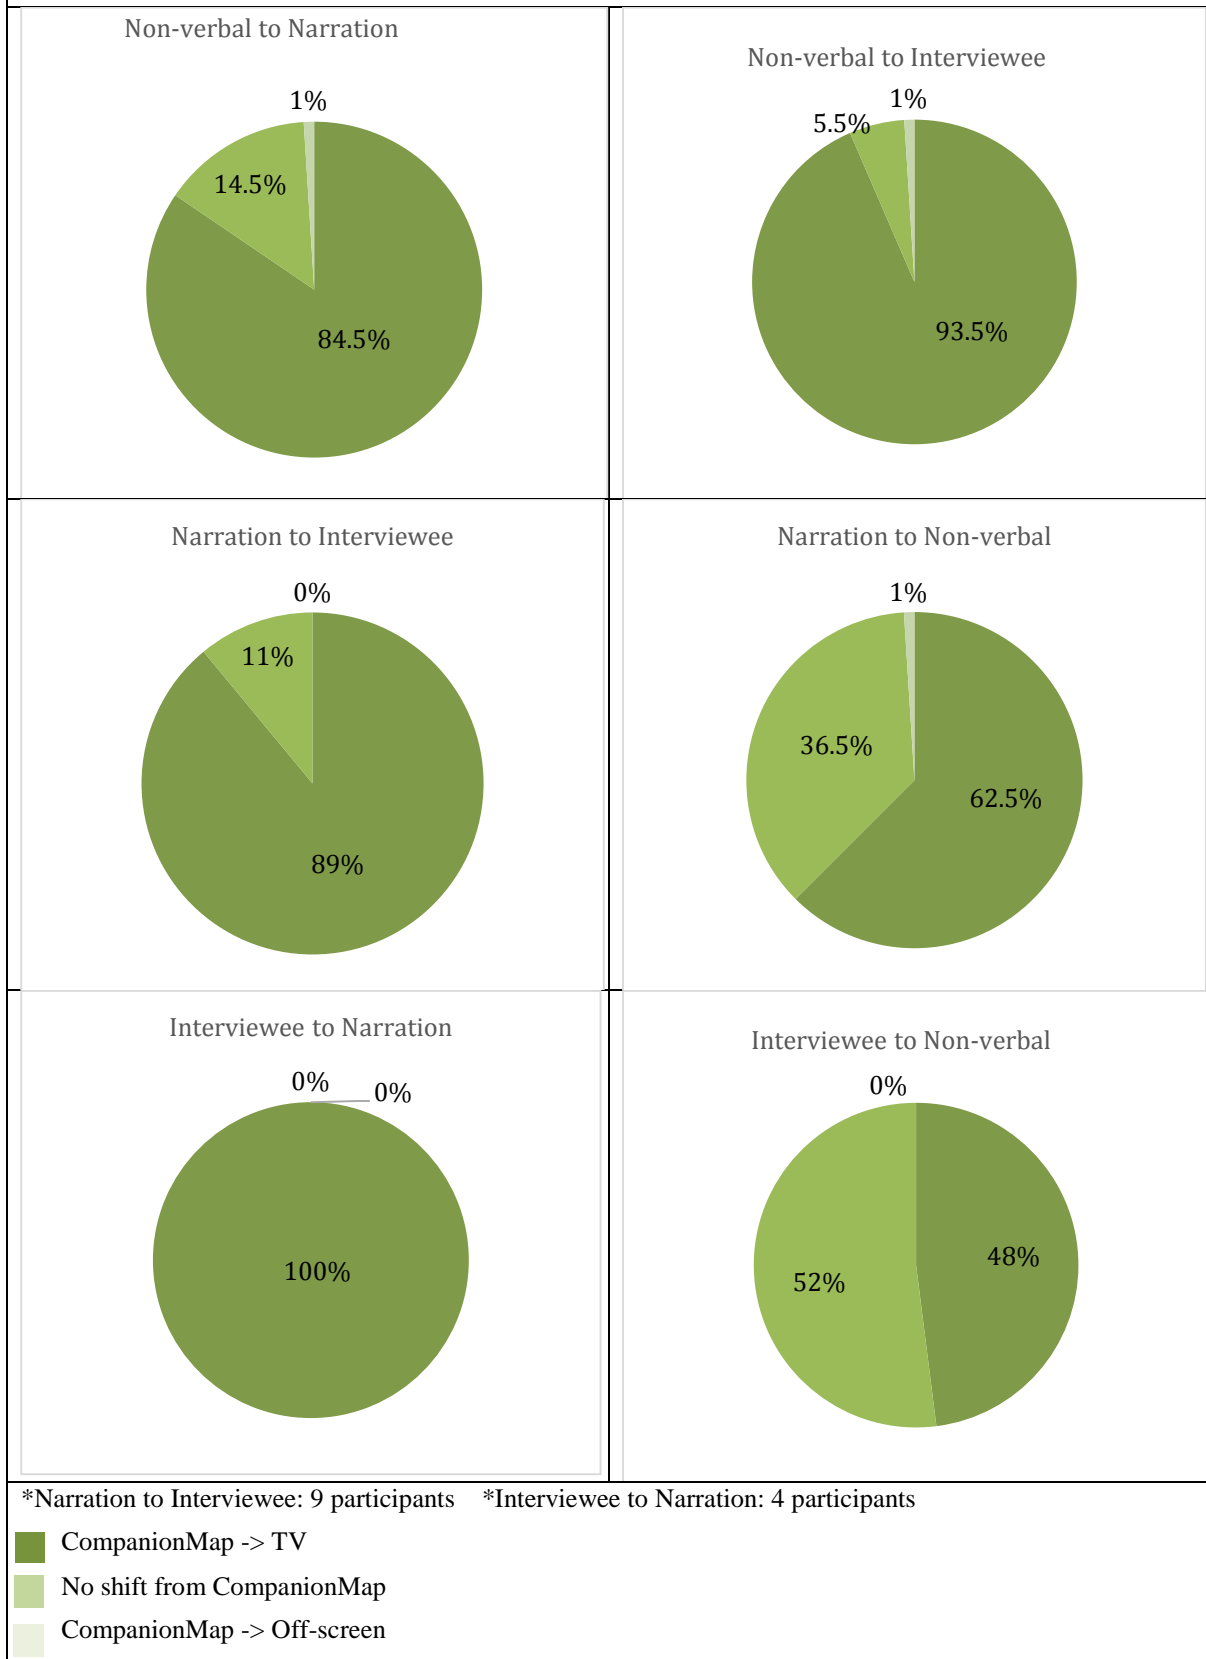 Non-verbal to Narration
1%
14.5%
84.5%
Non-verbal to Interviewee
1%
5.5%
93.5%
Narration to Interviewee
0%
11%
89%
Narration to Non-verbal
1%
36.5%
62.5%
Interviewee to Narration
0%
0%
100%
Interviewee to Non-verbal
0%
52%
48%
*Narration to Interviewee: 9 participants *Interviewee to Narration: 4 participants
CompanionMap -> TV
No shift from CompanionMap
CompanionMap -> Off-screen